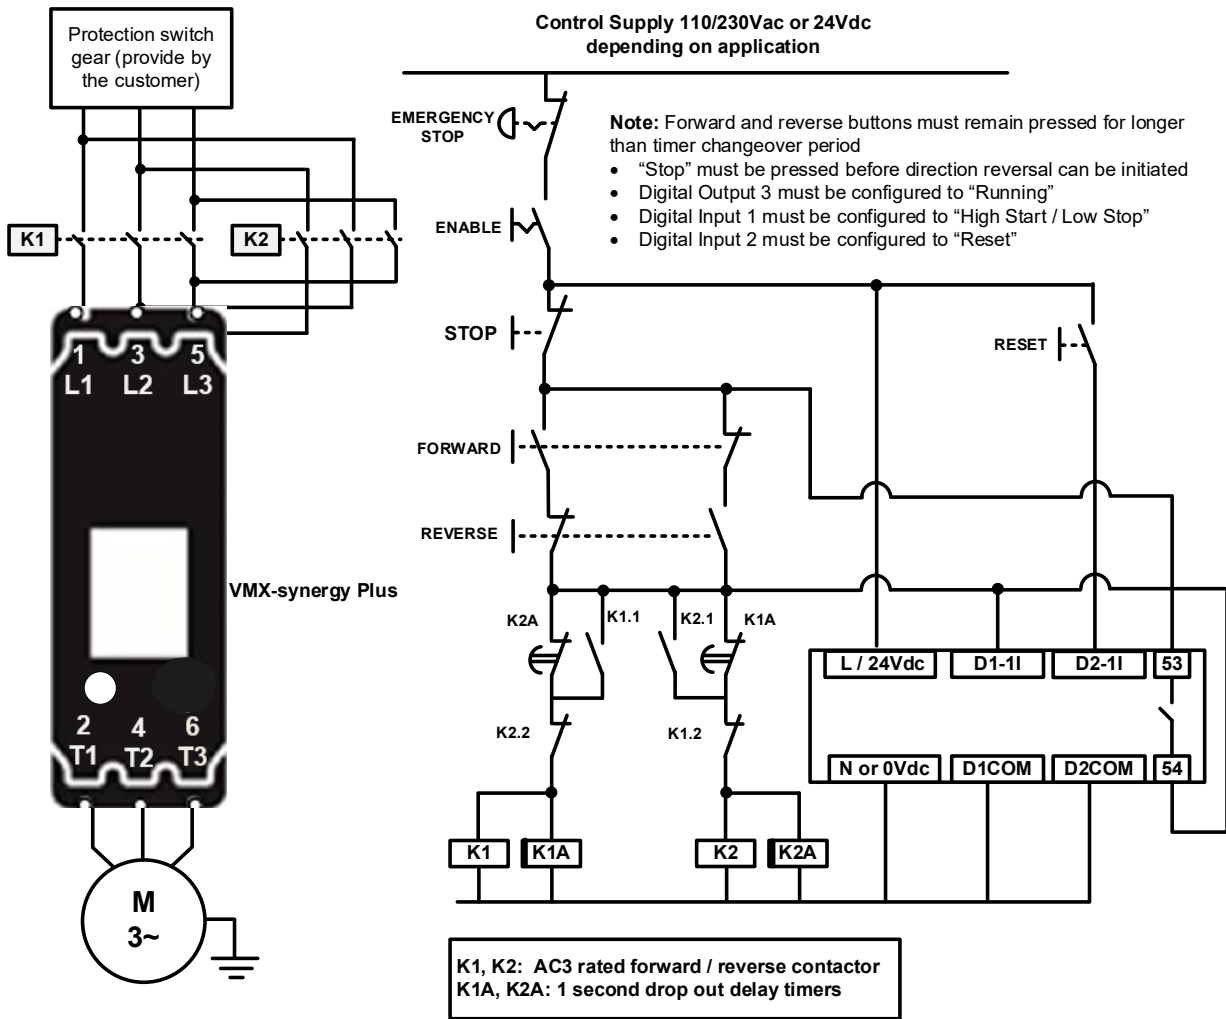 Protection switch
gear (provide by
the customer)
Control Supply 110/230Vac or 24Vdc
depending on application
EMERGENCY
STOP
Note: Forward and reverse buttons must remain pressed for longer
than timer changeover period
• “Stop” must be pressed before direction reversal can be initiated
• Digital Output 3 must be configured to “Running”
• Digital Input 1 must be configured to “High Start / Low Stop”
• Digital Input 2 must be configured to “Reset”
K1
K2
ENABLE
STOP
RESET
1 3 5
L1 L2 L3
FORWARD
REVERSE
VMX-synergy Plus
K2A
K1.1
K2.1
K1A
L / 24Vdc
D1-1I
D2-1I
53
2 4 6
T1 T2 T3
K2.2
K1.2
N or 0Vdc
D1COM
D2COM
54
K1
K1A
K2
K2A
M
3~
K1, K2: AC3 rated forward / reverse contactor
K1A, K2A: 1 second drop out delay timers